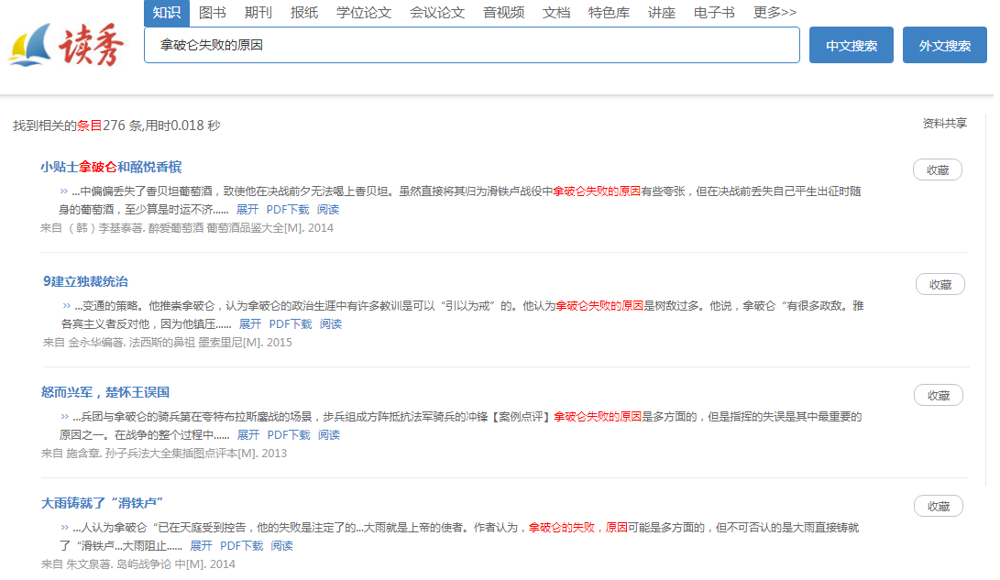 知识 图书 期刊 报纸 学位论文 会议论文 音视频 文档 特色库 讲座 电子书 更多>>
读秀
拿破仑失败的原因 中文搜索 外文搜索
找到相关的条目276 条,用时0.018 秒 资料共享
小贴士拿破仑和酩悦香槟 收藏
›› ...中偏偏丢失了香贝坦葡萄酒，致使他在决战前夕无法喝上香贝坦。虽然直接将其归为滑铁卢战役中拿破仑失败的原因有些夸张，但在决战前丢失自己平生出征时随
身的葡萄酒，至少算是时运不济...... 展开 PDF下载 阅读
来自（韩）李基泰著. 醉爱葡萄酒 葡萄酒品鉴大全[M]. 2014
9建立独裁统治 收藏
›› ...变通的策略。他推崇拿破仑，认为拿破仑的政治生涯中有许多教训是可以“引以为戒”的。他认为拿破仑失败的原因是树敌过多。他说，拿破仑“有很多政敌。雅
各宾主义者反对他，因为他镇压...... 展开 PDF下载 阅读
来自 金永华编著. 法西斯的鼻祖 墨索里尼[M]. 2015
怒而兴军，楚怀王误国 收藏
›› ...兵团与拿破仑的骑兵第在夸特布拉斯鏖战的场景，步兵组成方阵抵抗法军骑兵的冲锋【案例点评】拿破仑失败的原因是多方面的，但是指挥的失误是其中最重要的
原因之一。在战争的整个过程中...... 展开 PDF下载 阅读
来自 施含章. 孙子兵法大全集插图点评本[M]. 2013
大雨铸就了“滑铁卢” 收藏
›› ...人认为拿破仑“已在天庭受到控告，他的失败是注定了的...大雨就是上帝的使者。作者认为，拿破仑的失败，原因可能是多方面的，但不可否认的是大雨直接铸就
了“滑铁卢...大雨阻止...... 展开 PDF下载 阅读
来自 朱文泉著. 岛屿战争论 中[M]. 2014